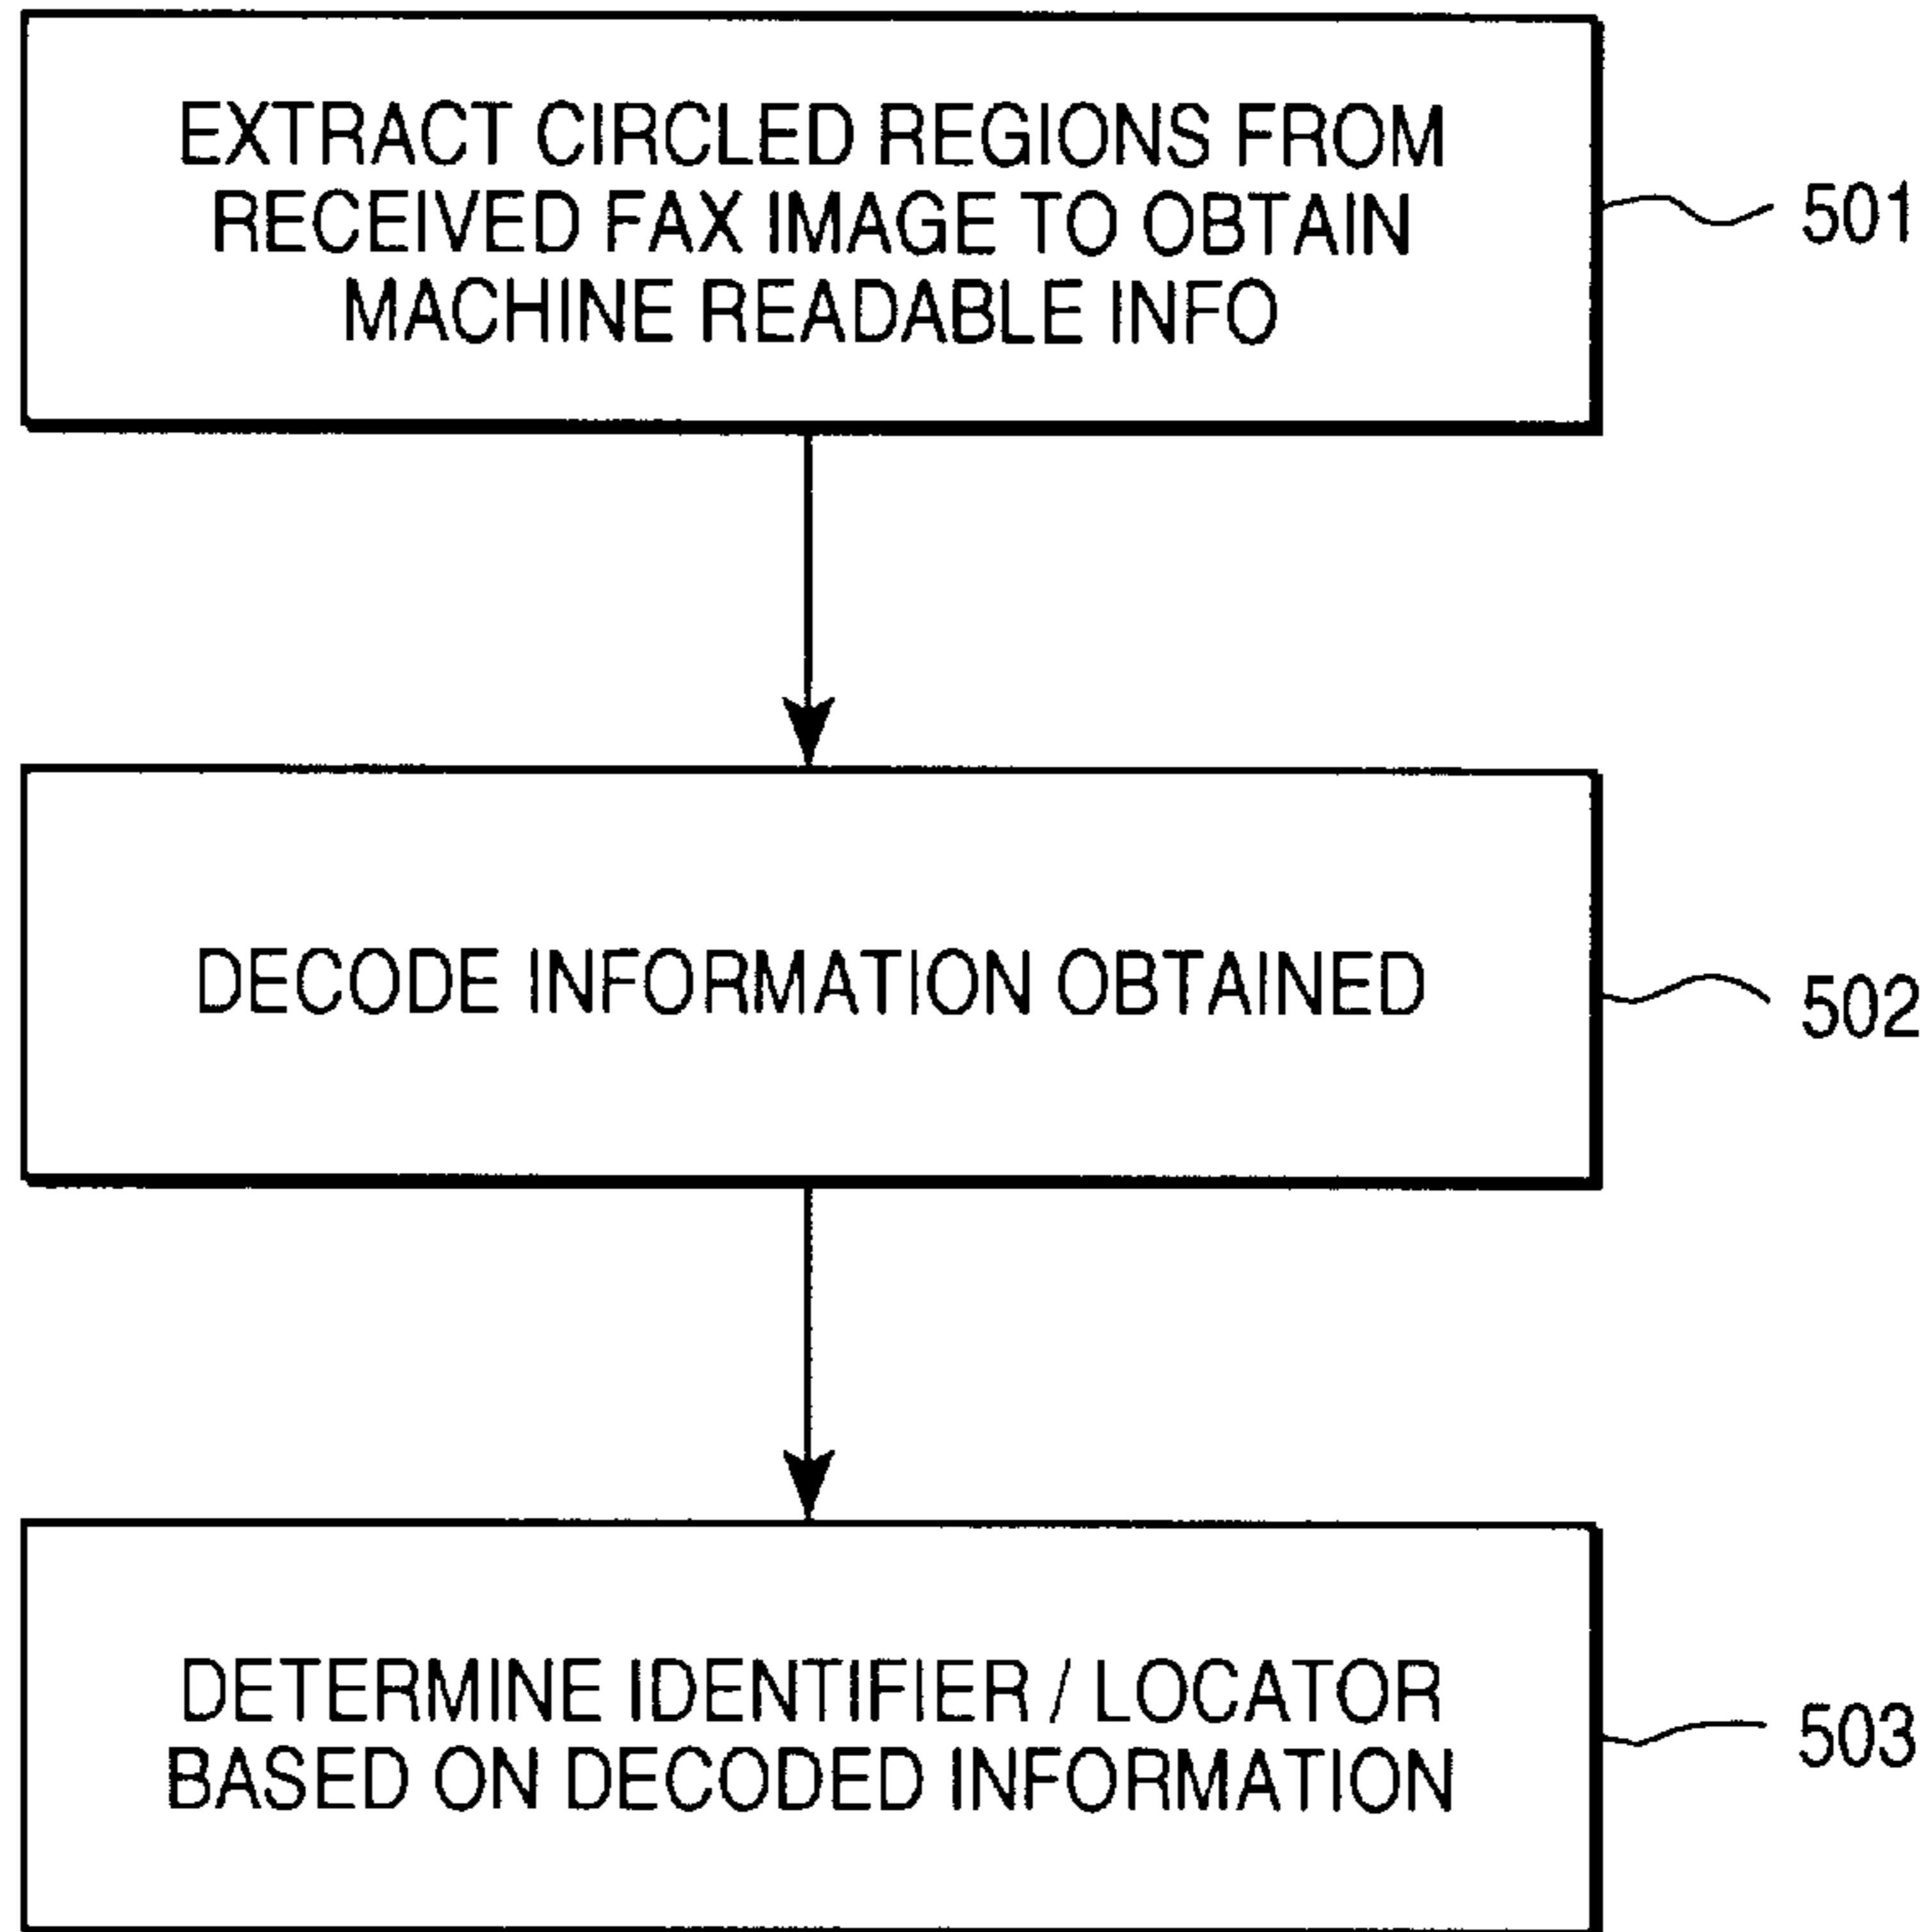 EXTRACT CIRCLED REGIONS FROM
RECEIVED FAX IMAGE TO OBTAIN
MACHINE READABLE INFO
501
DECODE INFORMATION OBTAINED
502
DETERMINE IDENTIFIER / LOCATOR
BASED ON DECODED INFORMATION
503